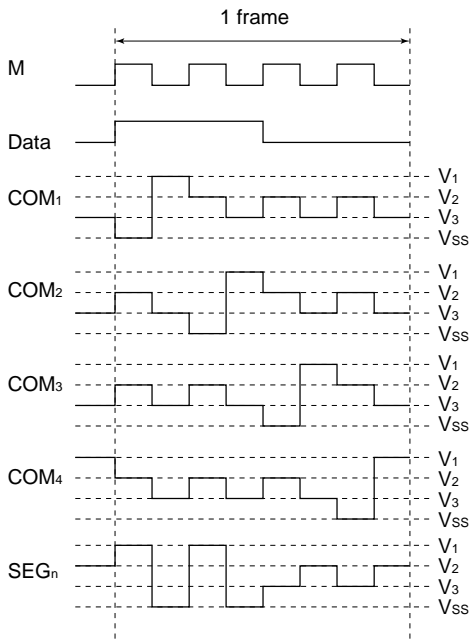 1 frame
M
Data
COM1
V1
V2
V3
VSS
COM2
V1
V2
V3
VSS
COM3
V1
V2
V3
VSS
COM4
V1
V2
V3
VSS
SEGn
V1
V2
V3
VSS